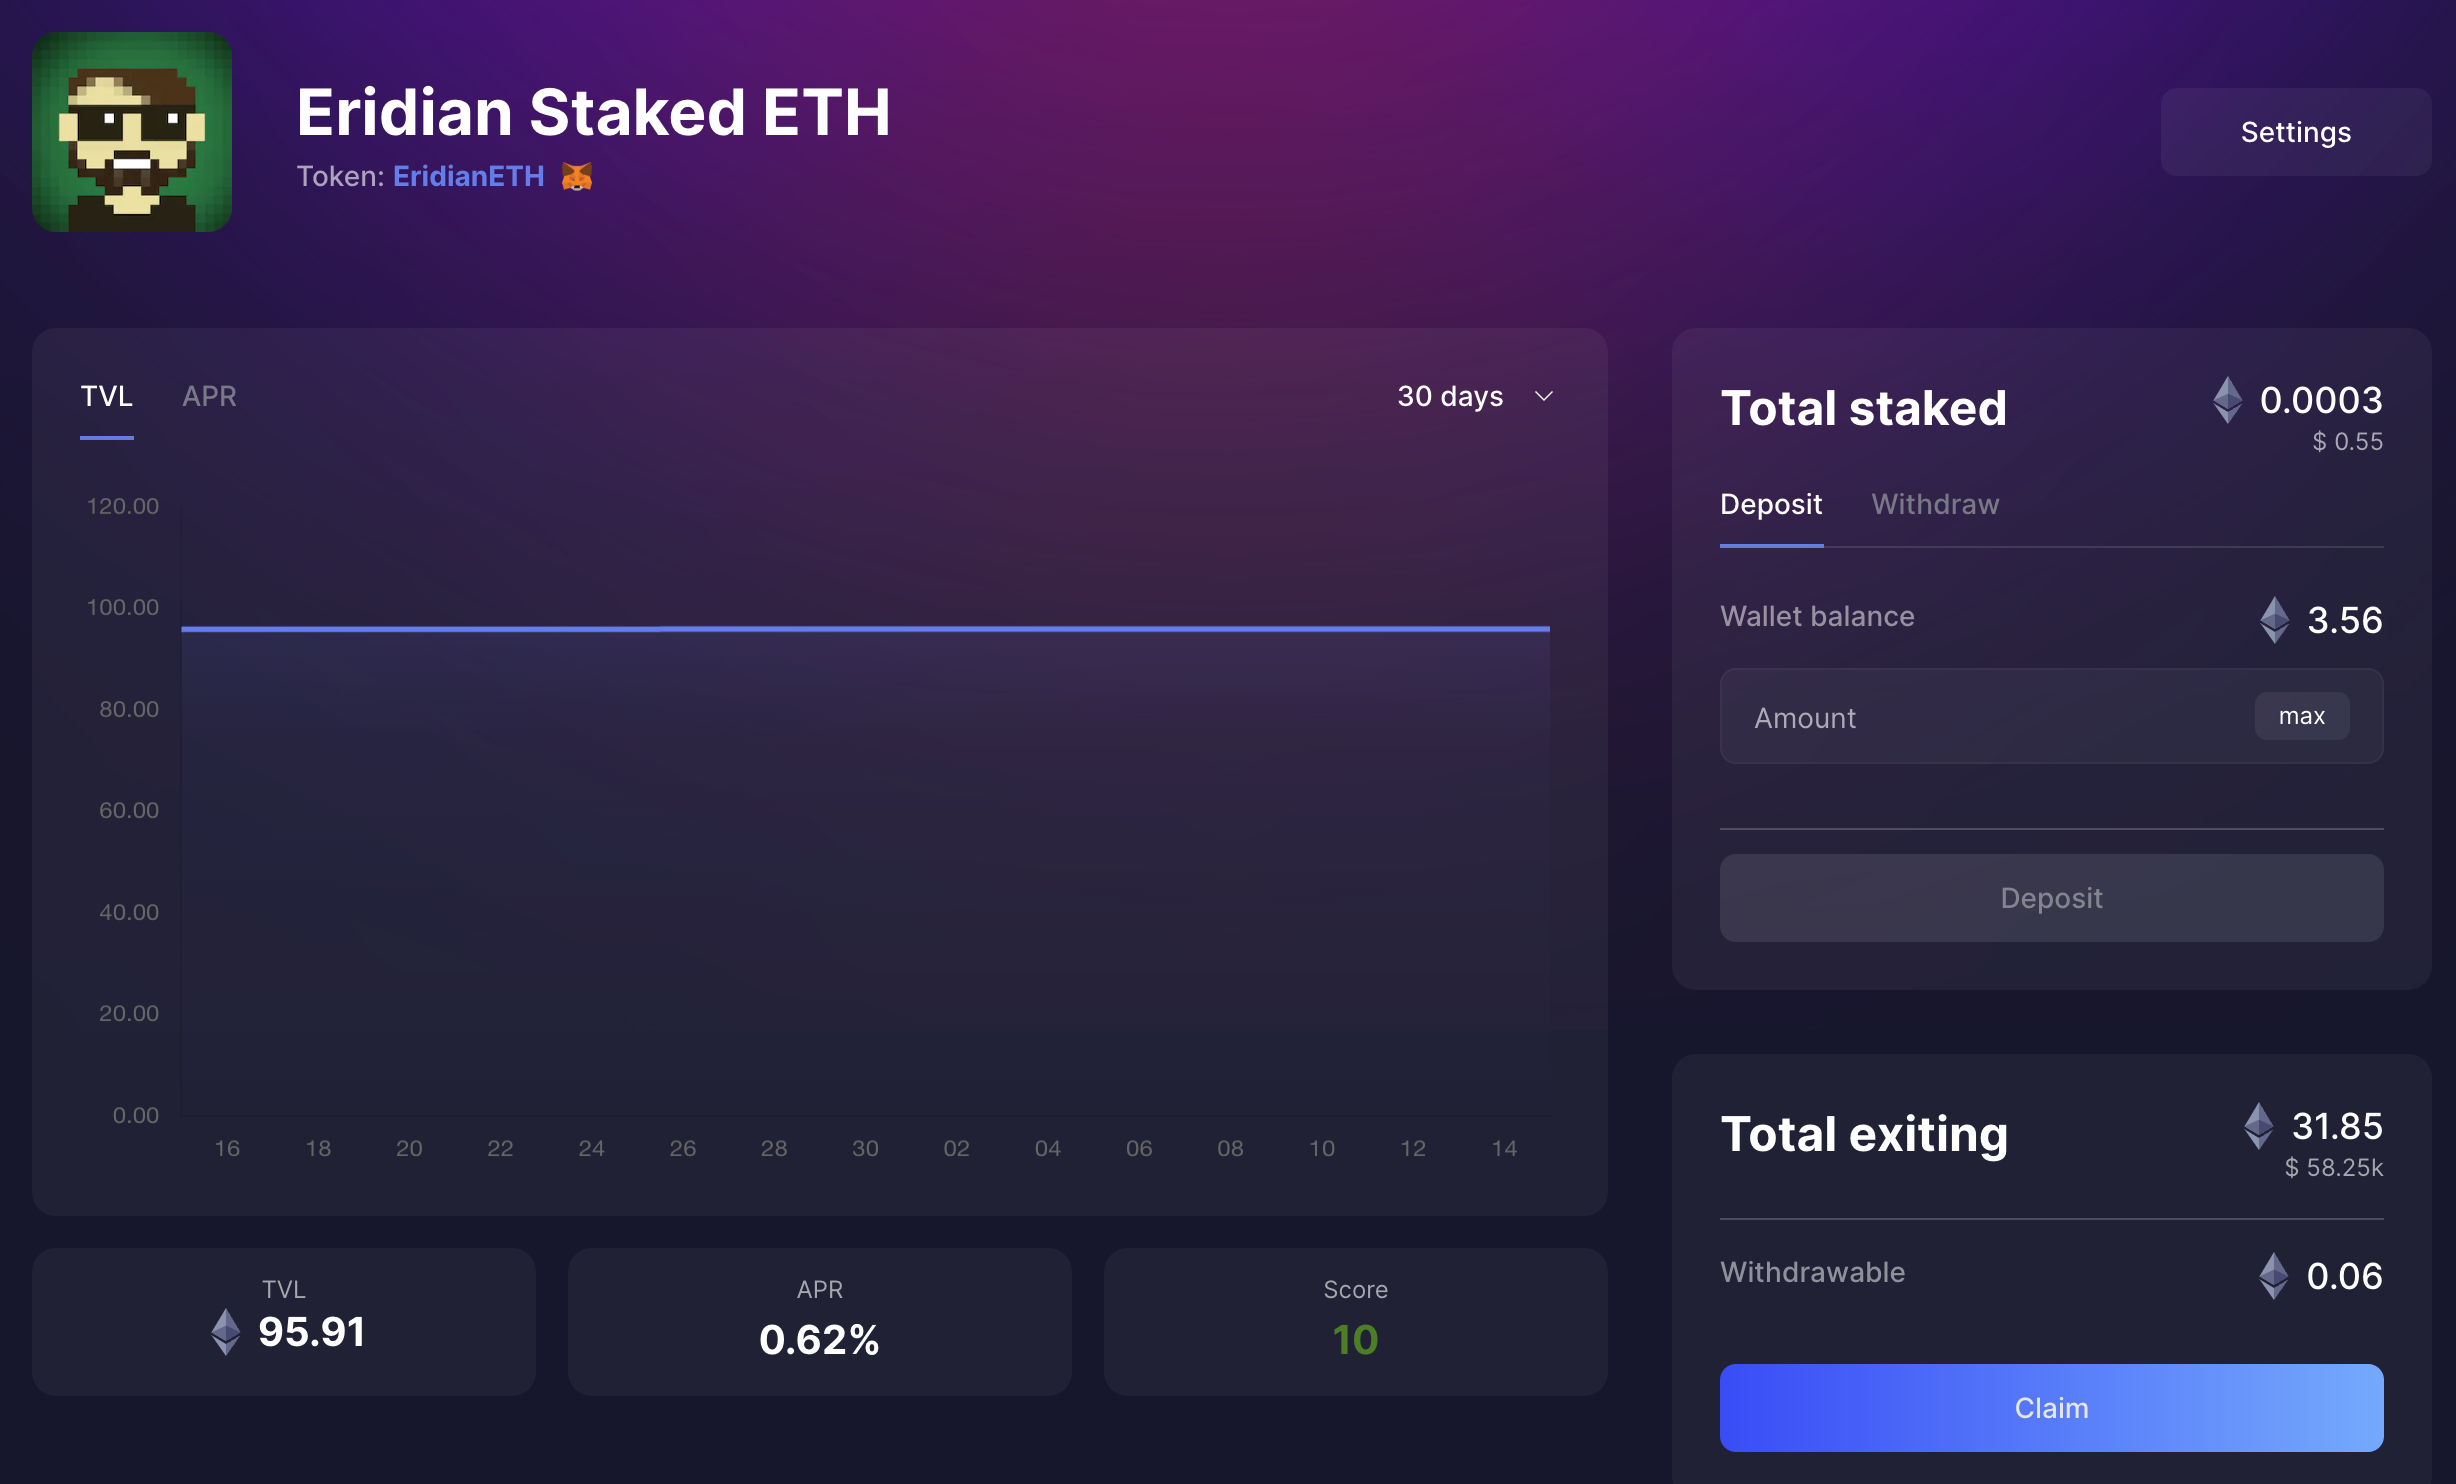 Eridian Staked ETH
Token: EridianETH
Settings
TVL APR
30 days
120.00
100.00
80.00
60.00
40.00
20.00
0.00
16 18 20 22 24 26 28 30 02 04 06 08 10 12 14
TVL
95.91
APR
0.62%
Score
10
Total staked
0.0003
$ 0.55
Deposit Withdraw
Wallet balance
3.56
Amount
max
Deposit
Total exiting
31.85
$ 58.25k
Withdrawable
0.06
Claim